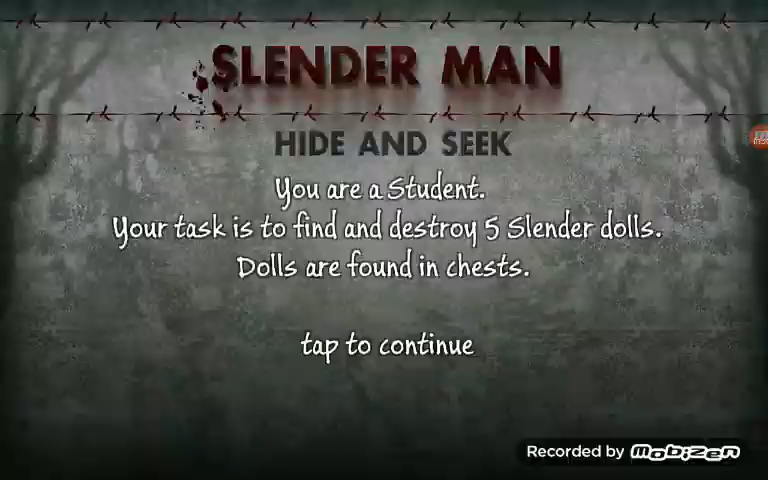 SLENDER MAN
HIDE AND SEEK
You are a Student.
Your task is to find and destroy 5 Slender dolls.
Dolls are found in chests.
tap to continue
Recorded by mobizen